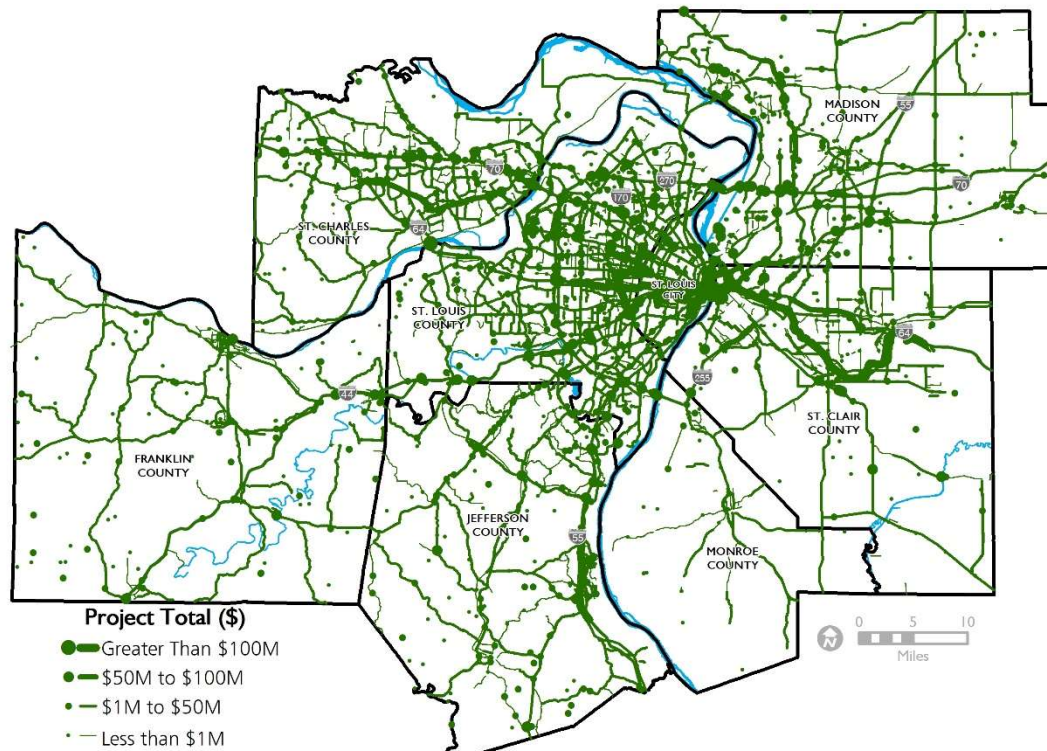 MADISON
COUNTY
55
70
270
170
70
ST. CHARLES
COUNTY
64
ST. LOUIS
CITY
ST. LOUIS
COUNTY
64
44
255
ST. CLAIR
COUNTY
FRANKLIN
COUNTY
JEFFERSON
COUNTY
55
MONROE
COUNTY
Project Total ($)
Greater Than $100M
$50M to $100M
$1M to $50M
Less than $1M
N
0 5 10
Miles